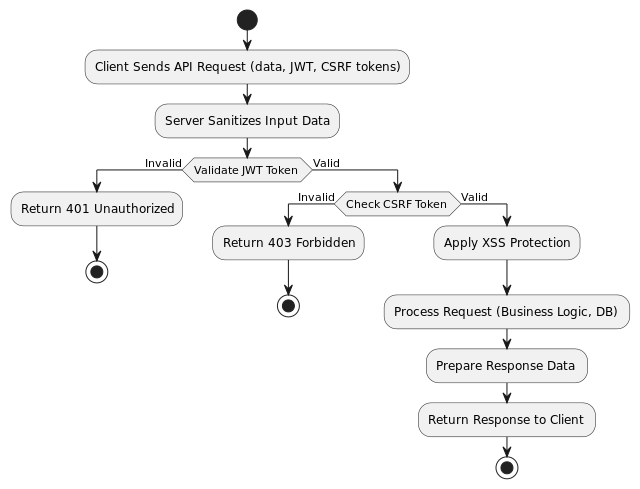 Client Sends API Request (data, JWT, CSRF tokens)
Server Sanitizes Input Data
Invalid
Validate JWT Token
Valid
Return 401 Unauthorized
Invalid
Check CSRF Token
Valid
Return 403 Forbidden
Apply XSS Protection
Process Request (Business Logic, DB)
Prepare Response Data
Return Response to Client